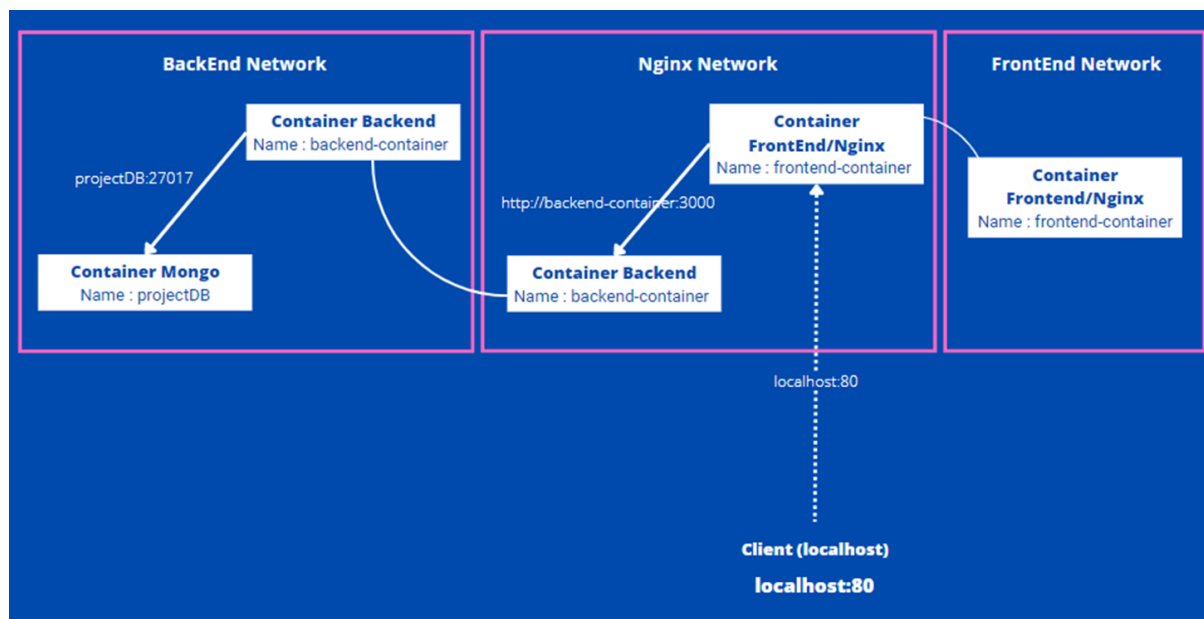 BackEnd Network
Container Backend
Name : backend-container
projectDB:27017
Container Mongo
Name : projectDB
Nginx Network
Container
FrontEnd/Nginx
Name : frontend-container
http://backend-container:3000
Container Backend
Name : backend-container
FrontEnd Network
Container
Frontend/Nginx
Name : frontend-container
localhost:80
Client (localhost)
localhost:80